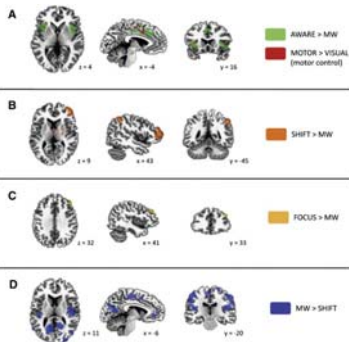 A
AWARE > MW
MOTOR > VISUAL
(motor control)
z = 4
x = -4
y = 16
B
SHIFT > MW
z = 9
x = 43
y = -45
C
FOCUS > MW
z = 32
x = 41
y = 33
D
MW > SHIFT
z = 11
x = -6
y = -20